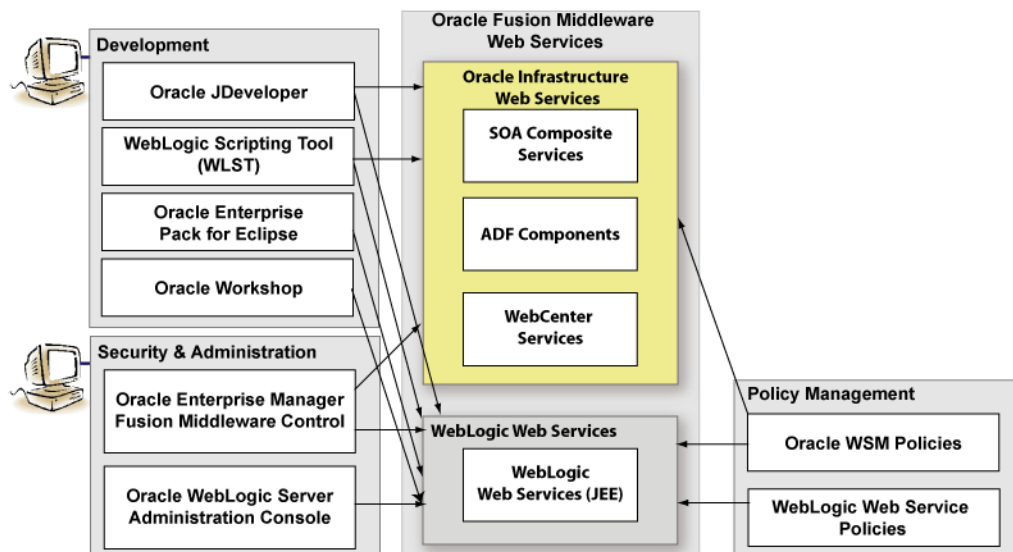 Development
Oracle JDeveloper
WebLogic Scripting Tool
(WLST)
Oracle Enterprise
Pack for Eclipse
Oracle Workshop
Security & Administration
Oracle Enterprise Manager
Fusion Middleware Control
Oracle WebLogic Server
Administration Console
Oracle Fusion Middleware
Web Services
Oracle Infrastructure
Web Services
SOA Composite
Services
ADF Components
WebCenter
Services
WebLogic Web Services
WebLogic
Web Services (JEE)
Policy Management
Oracle WSM Policies
WebLogic Web Service
Policies